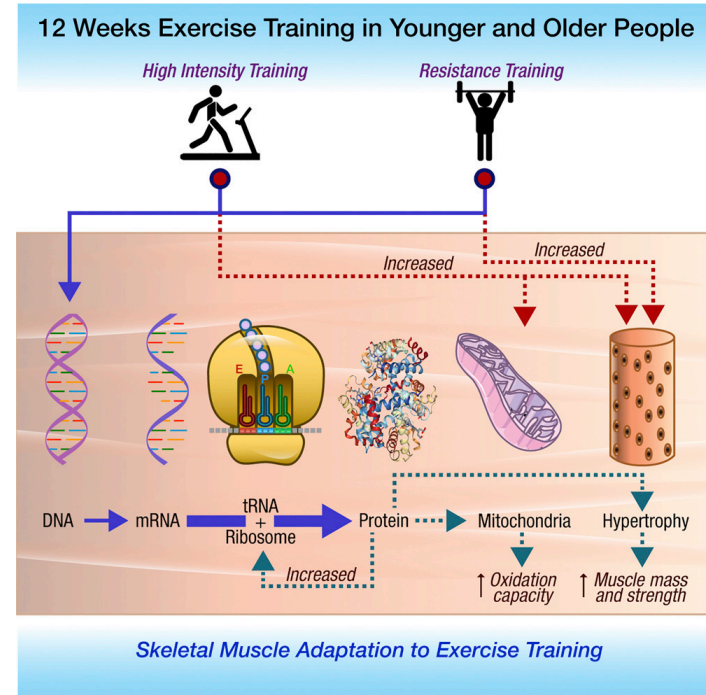 12 Weeks Exercise Training in Younger and Older People
High Intensity Training
Resistance Training
Increased
Increased
E
P
A
DNA
mRNA
tRNA
+
Ribosome
Protein
Mitochondria
Hypertrophy
Increased
↑ Oxidation
capacity
↑ Muscle mass
and strength
Skeletal Muscle Adaptation to Exercise Training